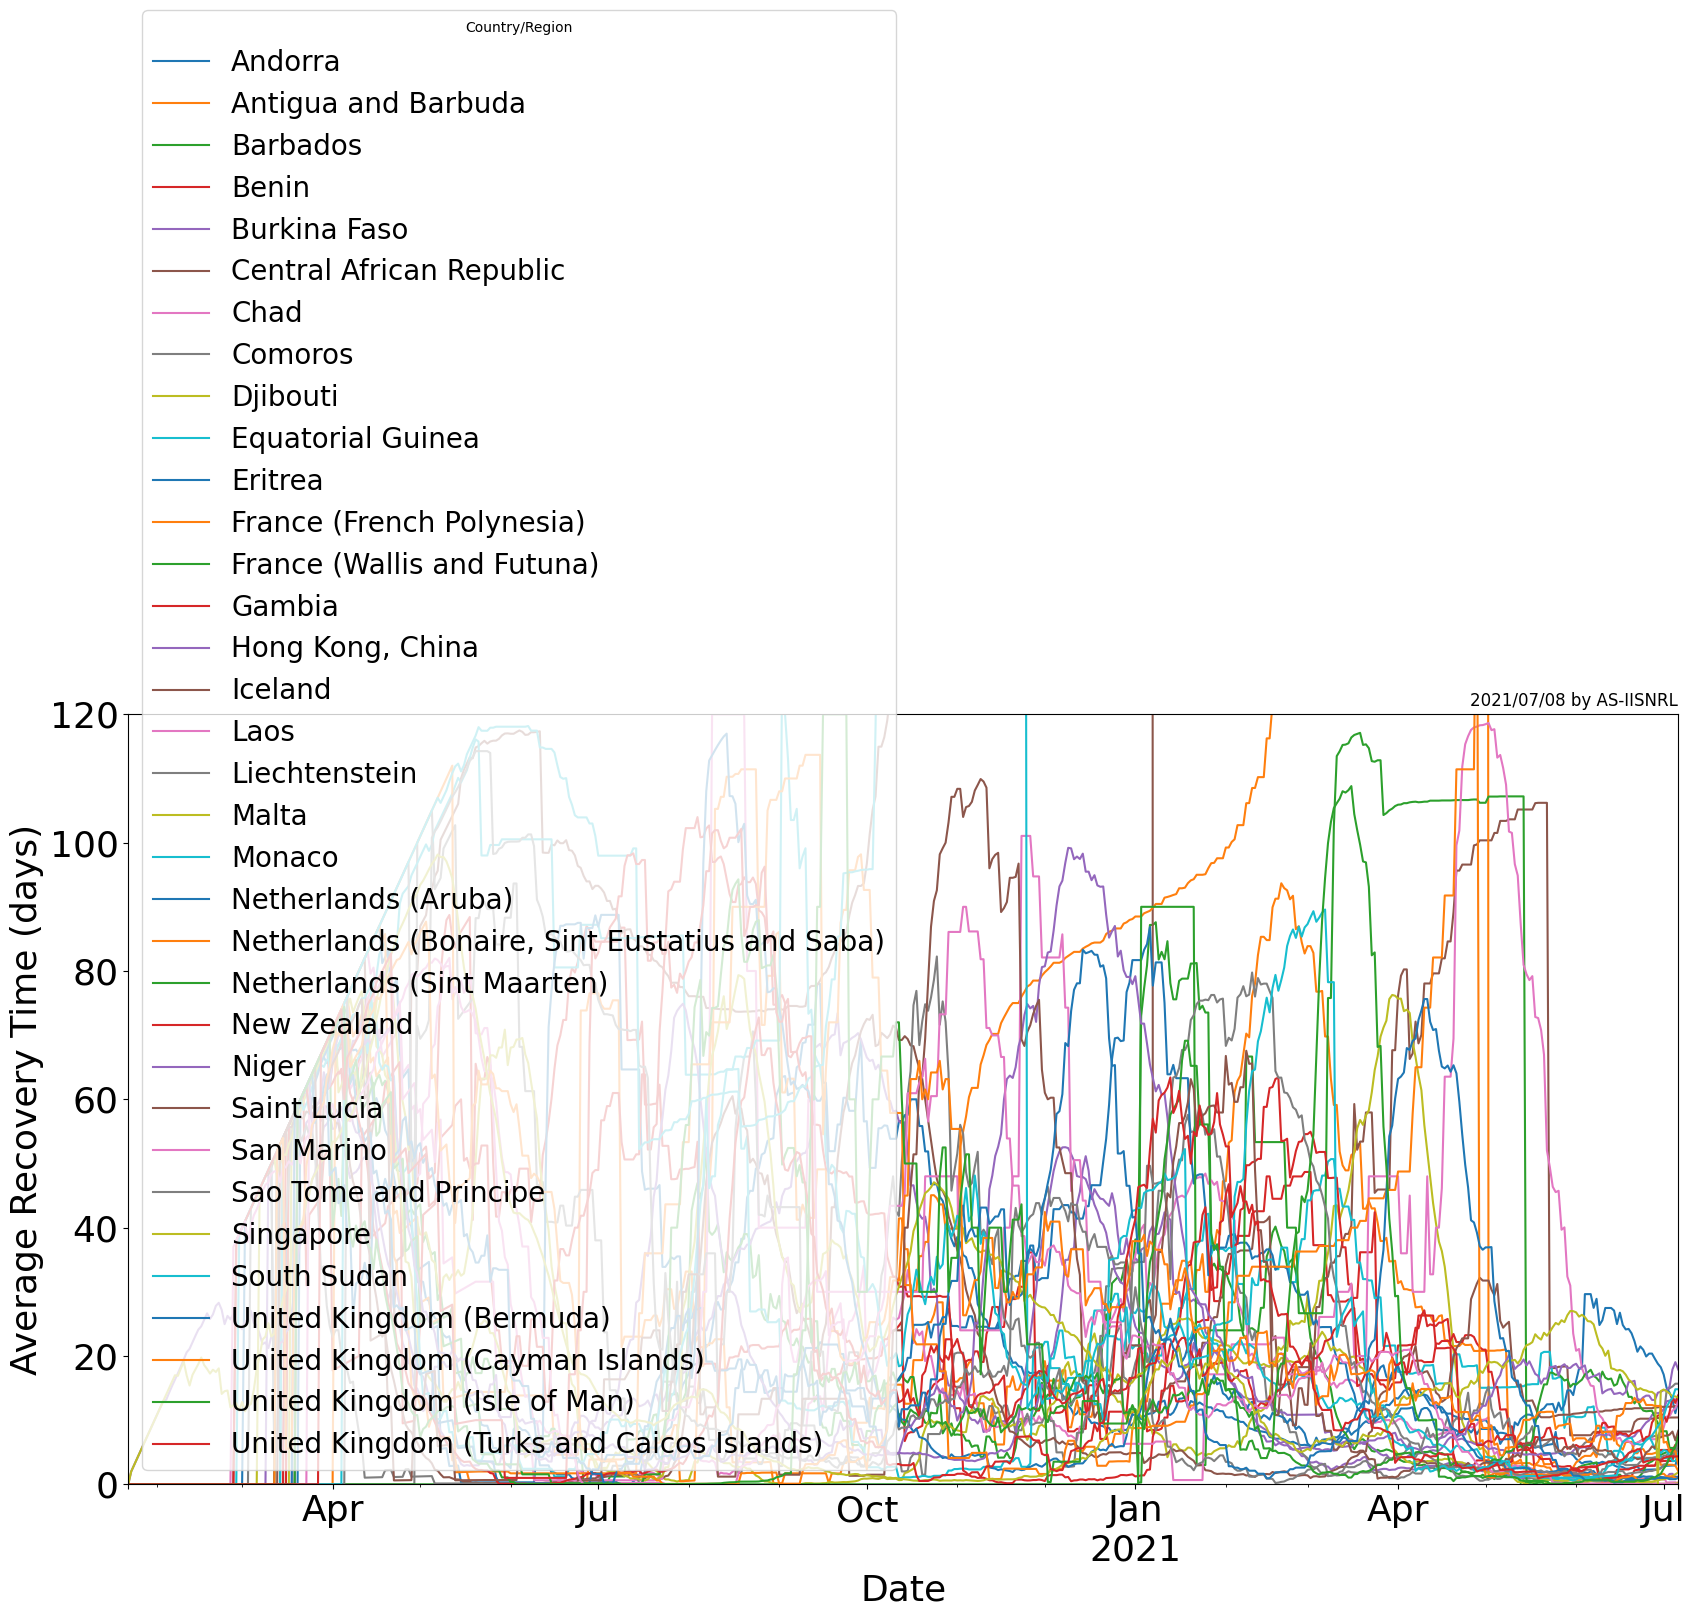 Country/Region
Andorra
Antigua and Barbuda
Barbados
Benin
Burkina Faso
Central African Republic
Chad
Comoros
Djibouti
Equatorial Guinea
Eritrea
France (French Polynesia)
France (Wallis and Futuna)
Gambia
Hong Kong, China
Iceland
Laos
Liechtenstein
Malta
Monaco
Netherlands (Aruba)
Netherlands (Bonaire, Sint Eustatius and Saba)
Netherlands (Sint Maarten)
New Zealand
Niger
Saint Lucia
San Marino
Sao Tome and Principe
Singapore
South Sudan
United Kingdom (Bermuda)
United Kingdom (Cayman Islands)
United Kingdom (Isle of Man)
United Kingdom (Turks and Caicos Islands)
2021/07/08 by AS-IISNRL
Average Recovery Time (days)
120
100
80
60
40
20
0
Apr Jul Oct Jan Apr Jul
2021
Date